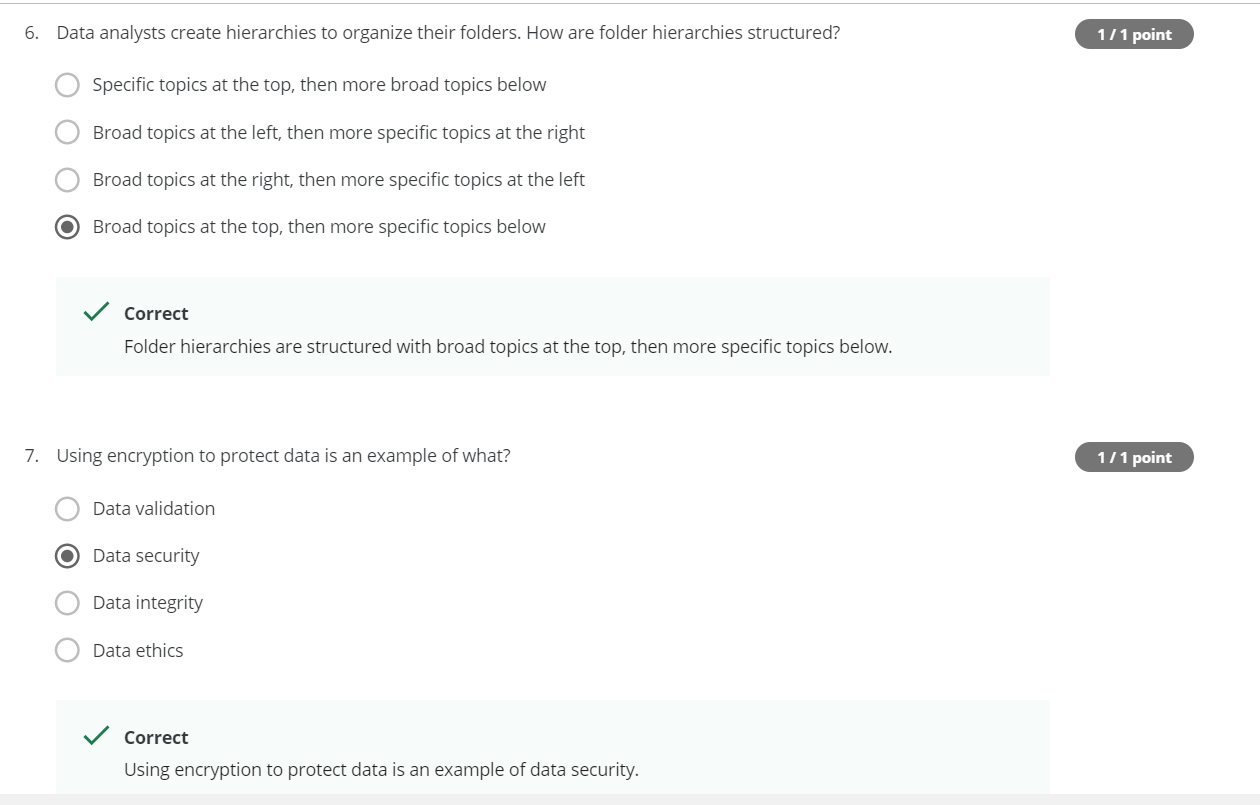 6. Data analysts create hierarchies to organize their folders. How are folder hierarchies structured? 1 / 1 point
Specific topics at the top, then more broad topics below
Broad topics at the left, then more specific topics at the right
Broad topics at the right, then more specific topics at the left
Broad topics at the top, then more specific topics below
Correct
Folder hierarchies are structured with broad topics at the top, then more specific topics below.
7. Using encryption to protect data is an example of what? 1 / 1 point
Data validation
Data security
Data integrity
Data ethics
Correct
Using encryption to protect data is an example of data security.